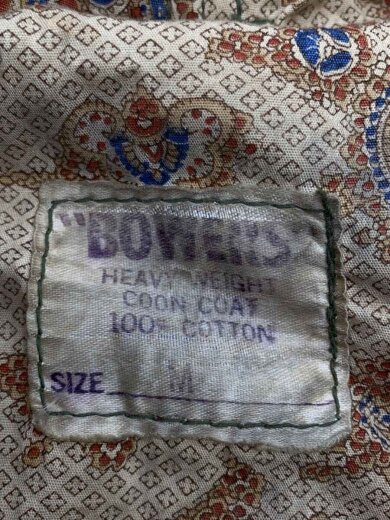 "BOWERS"
HEAVY WEIGHT
COON COAT
100% COTTON
SIZE M